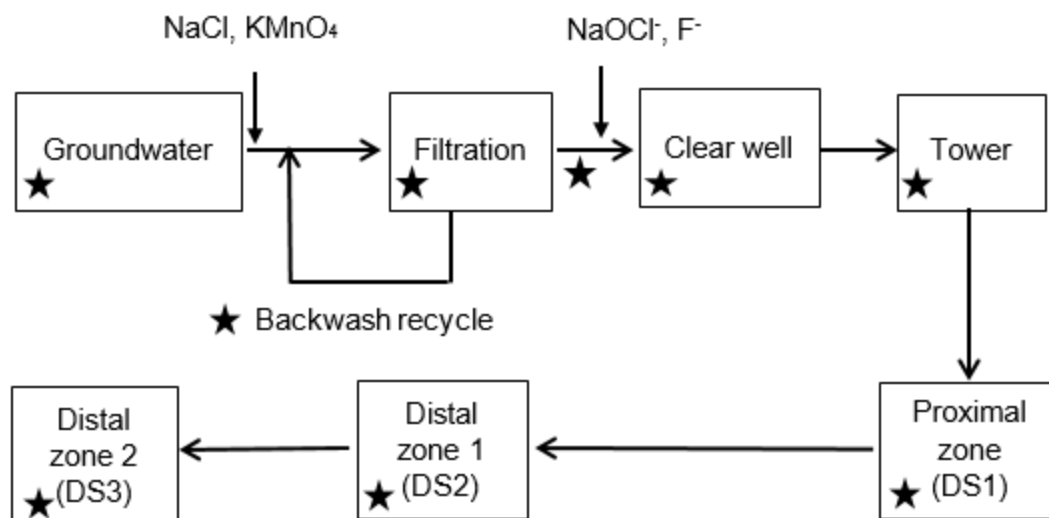 NaCl, KMnO₄
NaOCl⁻, F⁻
Groundwater
Filtration
Clear well
Tower
Backwash recycle
Distal
zone 2
(DS3)
Distal
zone 1
(DS2)
Proximal
zone
(DS1)